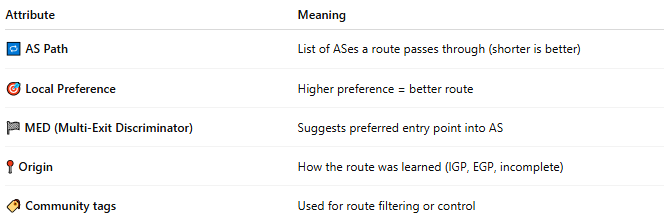 Attribute Meaning
🔁 AS Path List of ASes a route passes through (shorter is better)
🎯 Local Preference Higher preference = better route
🏁 MED (Multi-Exit Discriminator) Suggests preferred entry point into AS
📍 Origin How the route was learned (IGP, EGP, incomplete)
🏷️ Community tags Used for route filtering or control